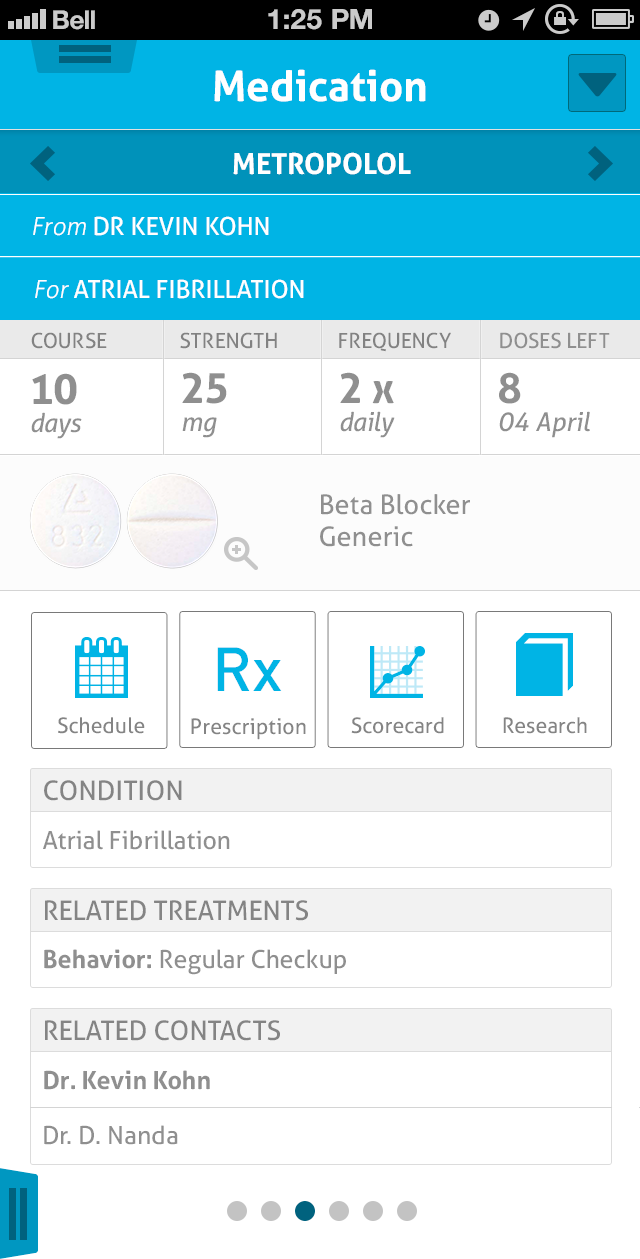 Bell 1:25 PM
Medication
METROPOLOL
From DR KEVIN KOHN
For ATRIAL FIBRILLATION
COURSE STRENGTH FREQUENCY DOSES LEFT
10 25 2 x 8
days mg daily 04 April
832
Beta Blocker
Generic
Schedule Rx Prescription Scorecard Research
CONDITION
Atrial Fibrillation
RELATED TREATMENTS
Behavior: Regular Checkup
RELATED CONTACTS
Dr. Kevin Kohn
Dr. D. Nanda